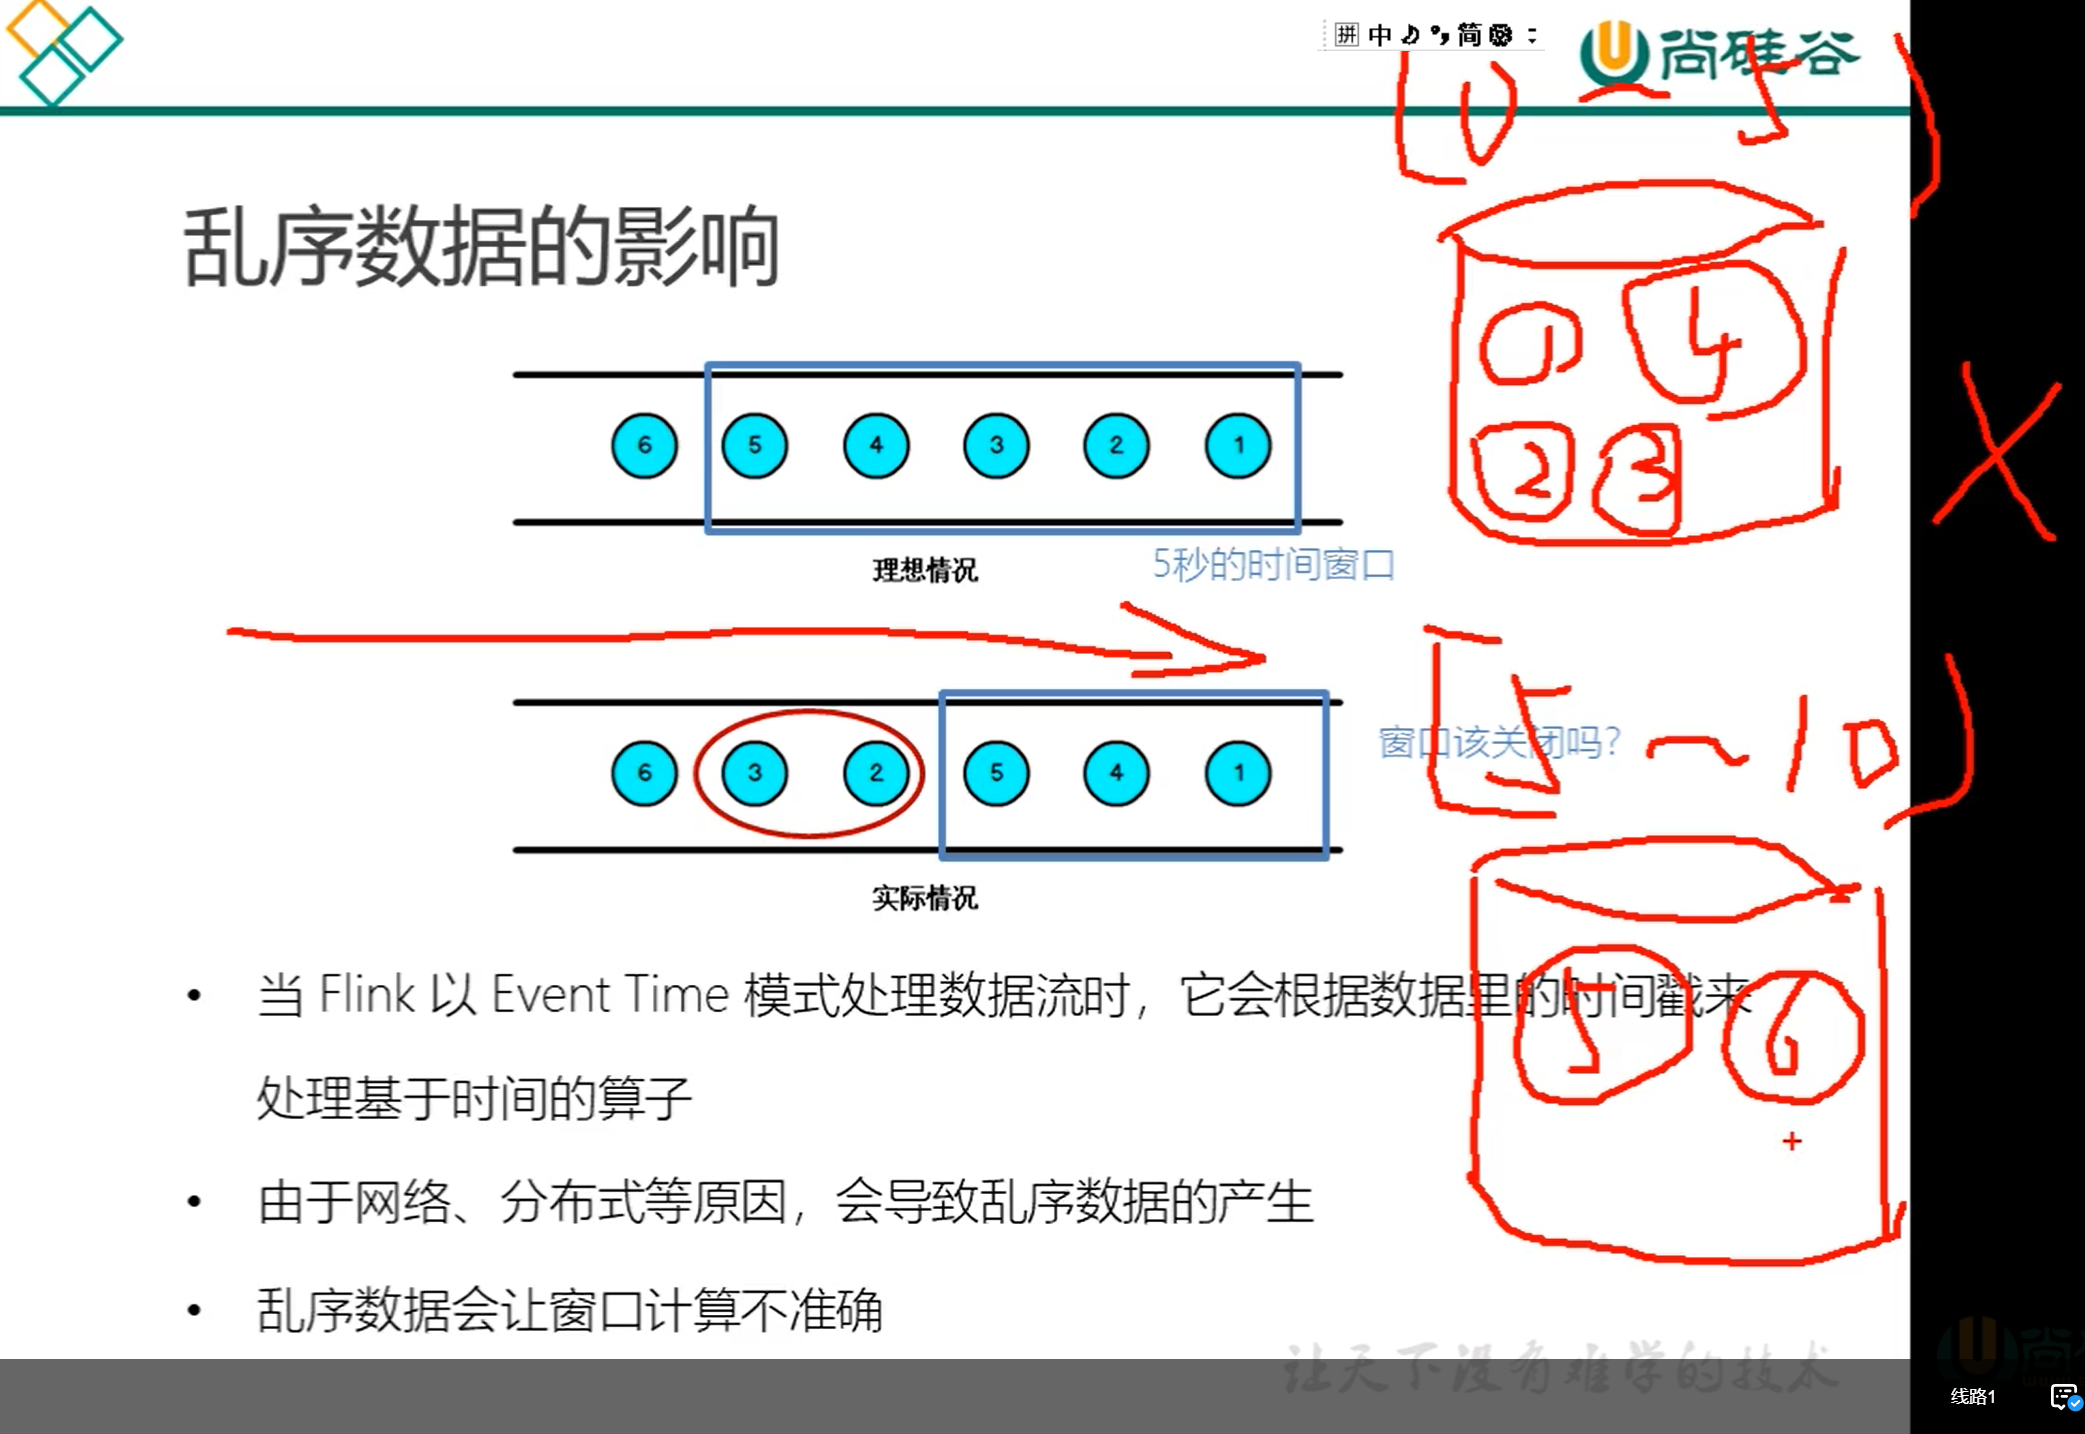 拼 中 简
尚硅谷
[0 — 5)
乱序数据的影响
1 4
2 3
6 5 4 3 2 1
理想情况
5秒的时间窗口
[5 ~ 10)
6 3 2 5 4 1
窗口该关闭吗?
实际情况
5 6
• 当 Flink 以 Event Time 模式处理数据流时，它会根据数据里的时间戳来
处理基于时间的算子
• 由于网络、分布式等原因，会导致乱序数据的产生
• 乱序数据会让窗口计算不准确
让天下没有难学的技术
线路1